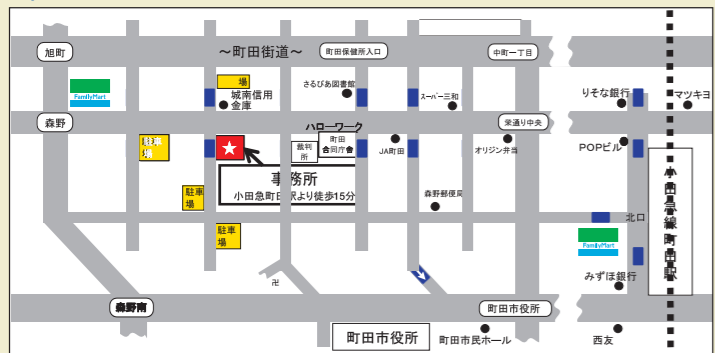 旭町
～町田街道～
町田保健所入口
中町一丁目
FamilyMart
場
城南信用
金庫
さるびあ図書館
スーパー三和
りそな銀行
マツキヨ
森野
栄通り中央
ハローワーク
駐車
場
★
裁判
所
町田
合同庁舎
JA町田
オリジン弁当
POPビル
事務所
小田急町田駅より徒歩15分
駐車
場
森野郵便局
北口
小田急線町田駅
駐車
場
FamilyMart
卍
みずほ銀行
森野南
町田市役所
町田市役所
町田市民ホール
西友